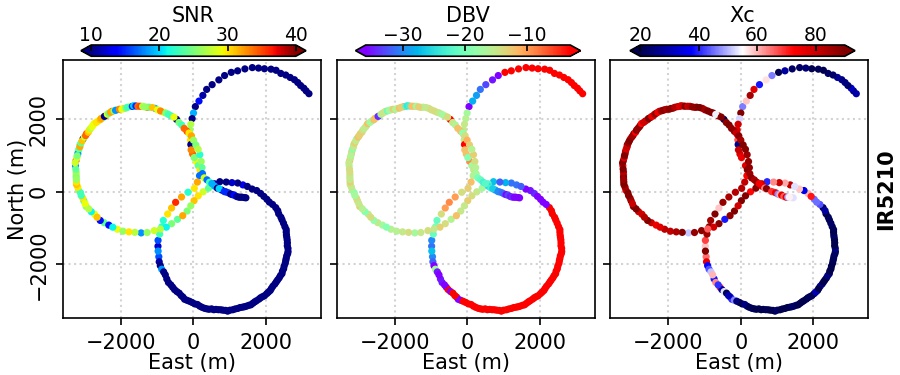 SNR DBV Xc
10 20 30 40 −30 −20 −10 20 40 60 80
2000
0
−2000
North (m)
−2000 0 2000 −2000 0 2000 −2000 0 2000
East (m) East (m) East (m)
IR5210